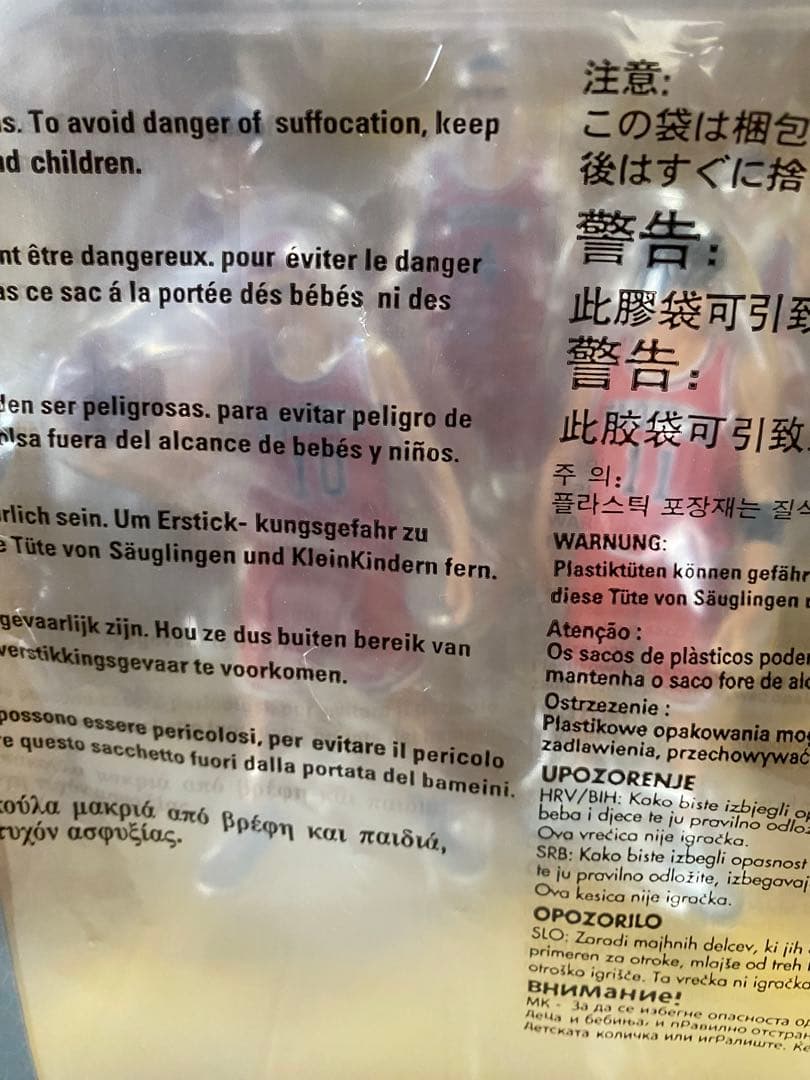 s. To avoid danger of suffocation, keep
nd children.
nt être dangereux. pour éviter le danger
as ce sac á la portée dés bébés ni des
den ser peligrosas. para evitar peligro de
olsa fuera del alcance de bebés y niños.
rlich sein. Um Erstick- kungsgefahr zu
e Tüte von Säuglingen und KleinKindern fern.
gevaarlijk zijn. Hou ze dus buiten bereik van
verstikkingsgevaar te voorkomen.
possono essere pericolosi, per evitare il pericolo
e questo sacchetto fuori dalla portata del bameini.
κούλα μακριά από βρέφη και παιδιά,
τυχόν ασφυξίας.
注意:
この袋は梱包
後はすぐに捨
警告:
此膠袋可引致
警告:
此胶袋可引致
주 의:
플라스틱 포장재는 질식
WARNUNG:
Plastiktüten können gefähr
diese Tüte von Säuglingen
Atenção :
Os sacos de plàsticos poder
mantenha o saco fore de alc
Ostrzezenie :
Plastikowe opakowania mog
zadlawienia, przechowywać
UPOZORENJE
HRV/BIH: Kako biste izbjegli op
beba i djece te ju pravilno odlož
Ova vrećica nije igračka.
SRB: Kako biste izbegli opasnost
te ju pravilno odložite, izbegavaj
Ova kesica nije igračka.
OPOZORILO
SLO: Zaradi majhnih delcev, ki jih
primeren za otroke, mlajše od treh
otroško igrišče. Ta vrečka ni igračka
ВНИМАНИЕ!
МК - За да се избегне опасноста од
Деца и бебиња, и правилно отстран
Детската количка или игралиште. Ке